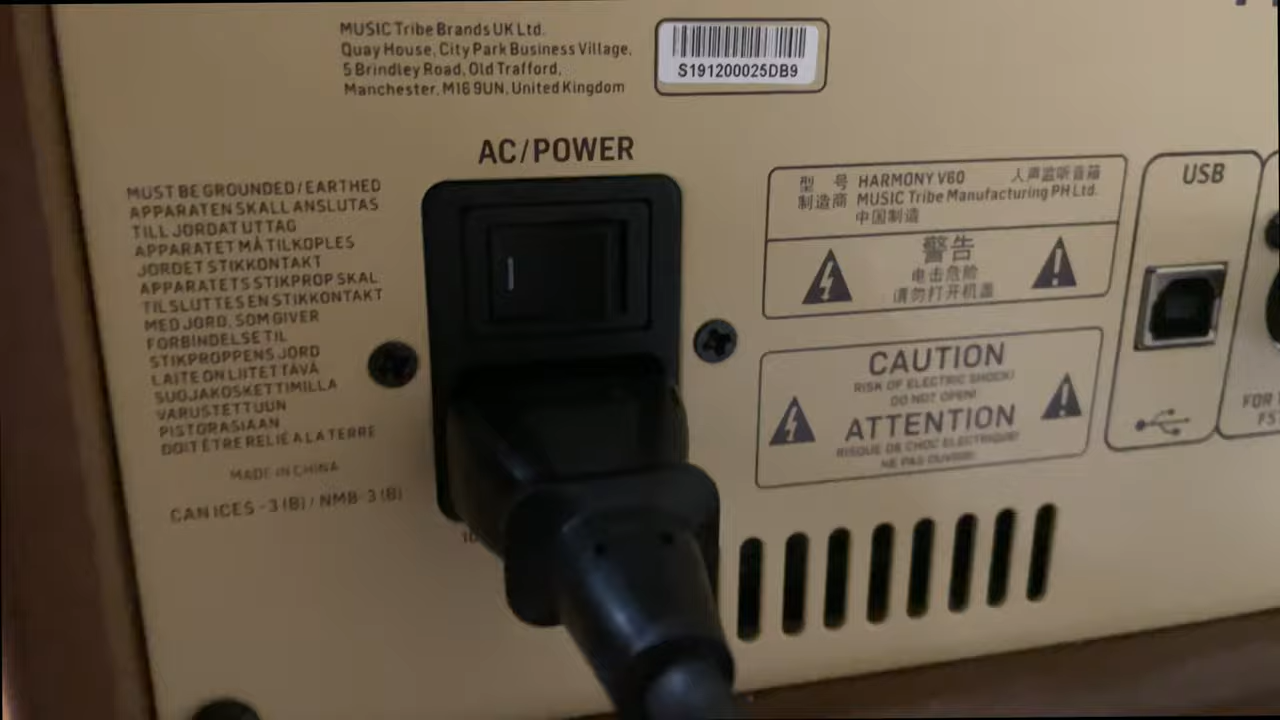 MUSIC Tribe Brands UK Ltd.
Quay House, City Park Business Village,
5 Brindley Road, Old Trafford,
Manchester, M16 9UN, United Kingdom
S191200025DB9
AC/POWER
MUST BE GROUNDED/EARTHED
APPARATEN SKALL ANSLUTAS
TILL JORDAT UTTAG
APPARATET MÅ TILKOPLES
JORDET STIKKONTAKT
APPARATETS STIKPROP SKAL
TILSLUTTES EN STIKKONTAKT
MED JORD, SOM GIVER
FORBINDELSE TIL
STIKPROPPENS JORD
LAITE ON LIITETTÄVÄ
SUOJAKOSKETTIMILLA
VARUSTETTUUN
PISTORASIAAN
DOIT ÊTRE RELIÉ A LA TERRE
MADE IN CHINA
CAN ICES-3 (B) / NMB-3 (B)
型 号 HARMONY V60 人声监听音箱
制造商 MUSIC Tribe Manufacturing PH Ltd.
中国制造
警告
电击危险
请勿打开机盖
CAUTION
RISK OF ELECTRIC SHOCK!
DO NOT OPEN!
ATTENTION
RISQUE DE CHOC ELECTRIQUE!
NE PAS OUVRIR!
USB
FOR
FS
10